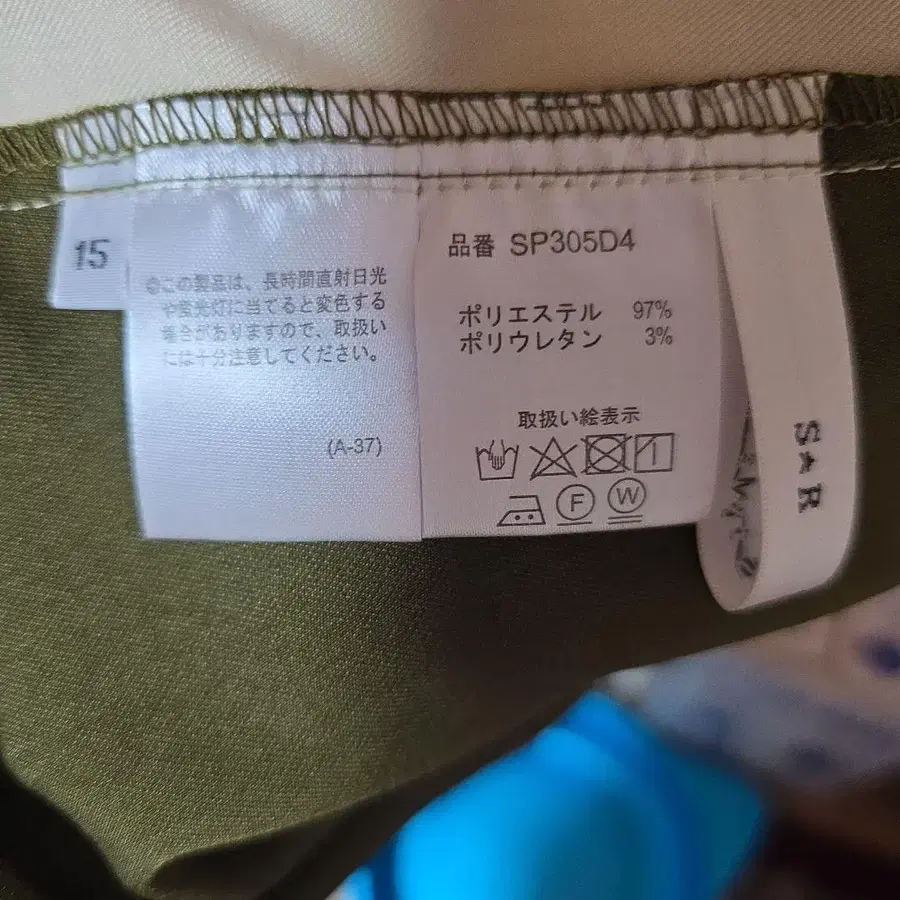 15
◎この製品は、長時間直射日光
や蛍光灯に当てると変色する
場合がありますので、取扱い
には十分注意してください。
(A-37)
品番 SP305D4
ポリエステル 97%
ポリウレタン 3%
取扱い絵表示
F
W
S▲R